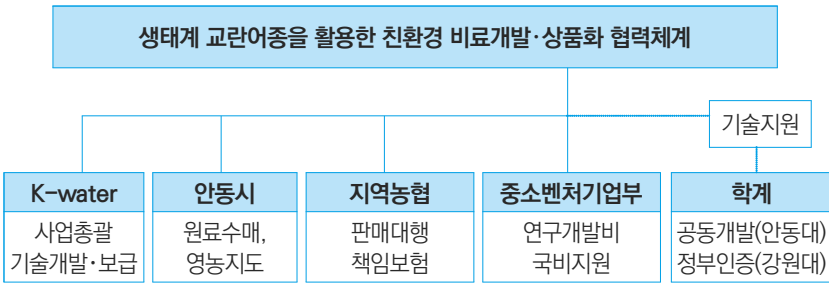 생태계 교란어종을 활용한 친환경 비료개발·상품화 협력체계
기술지원
K-water
사업총괄
기술개발·보급
안동시
원료수매,
영농지도
지역농협
판매대행
책임보험
중소벤처기업부
연구개발비
국비지원
학계
공동개발(안동대)
정부인증(강원대)